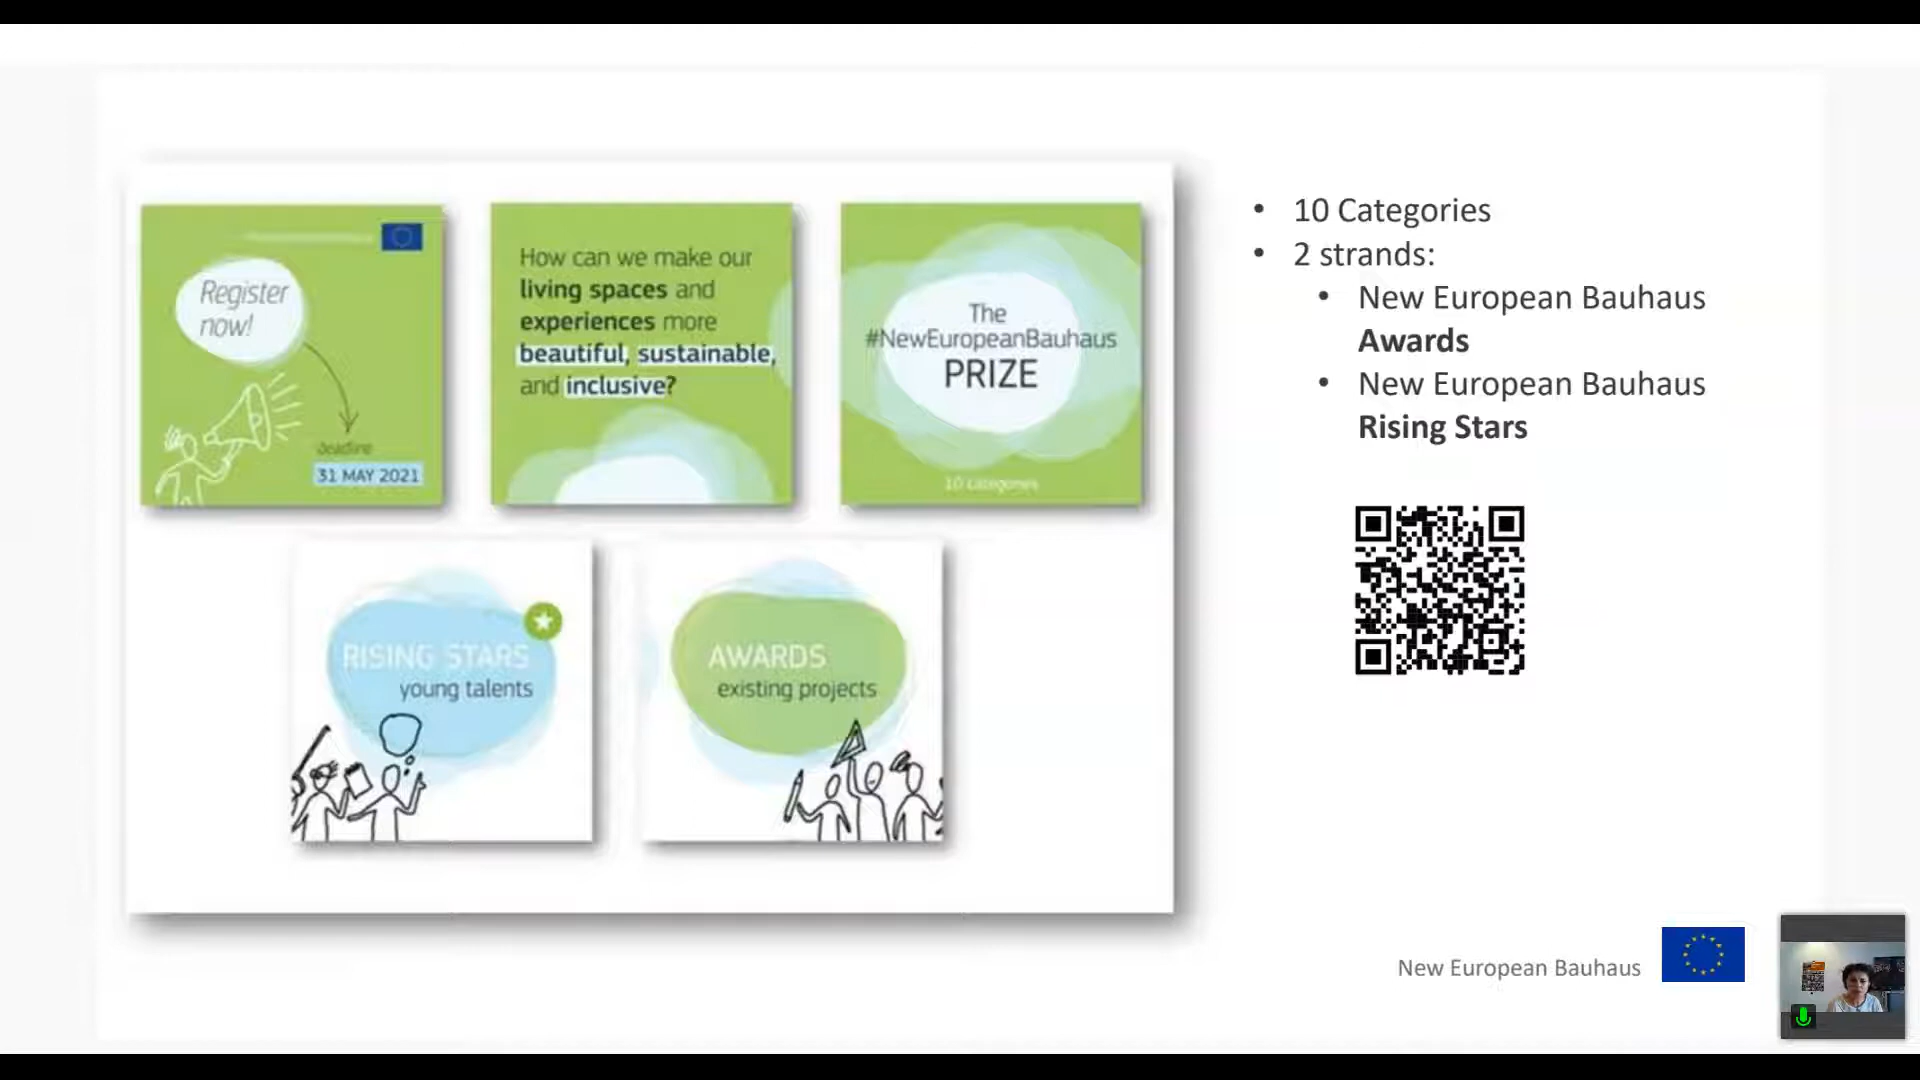 Register
now!
deadline
31 MAY 2021
How can we make our
living spaces and
experiences more
beautiful, sustainable,
and inclusive?
The
#NewEuropeanBauhaus
PRIZE
10 categories
RISING STARS
young talents
AWARDS
existing projects
• 10 Categories
• 2 strands:
• New European Bauhaus
Awards
• New European Bauhaus
Rising Stars
New European Bauhaus